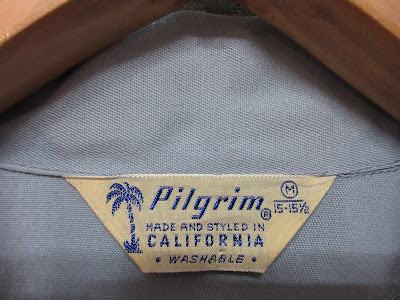 Pilgrim® M
15-15½
MADE AND STYLED IN
CALIFORNIA
• WASHABLE •